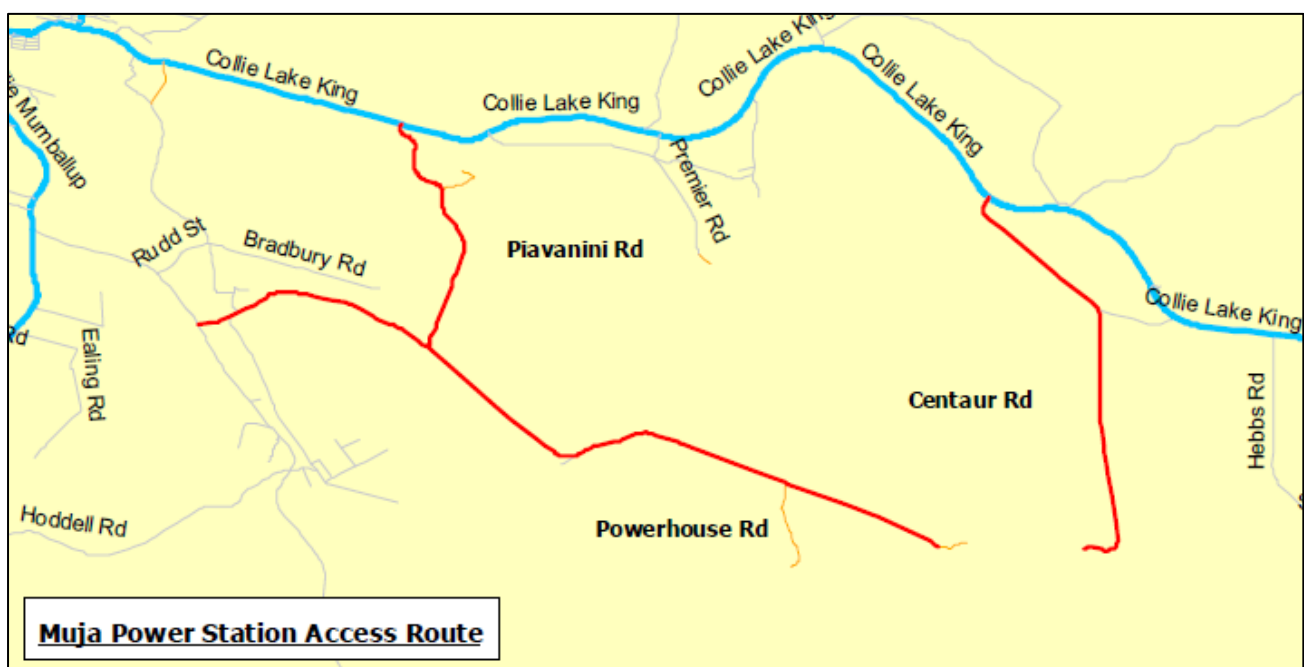 Collie Lake King
Collie Lake King
Collie Lake King
Collie Lake King
Mumballup
Premier Rd
Rudd St
Bradbury Rd
Piavanini Rd
Collie Lake King
Rd
Ealing Rd
Centaur Rd
Hebbs Rd
Hoddell Rd
Powerhouse Rd
Muja Power Station Access Route